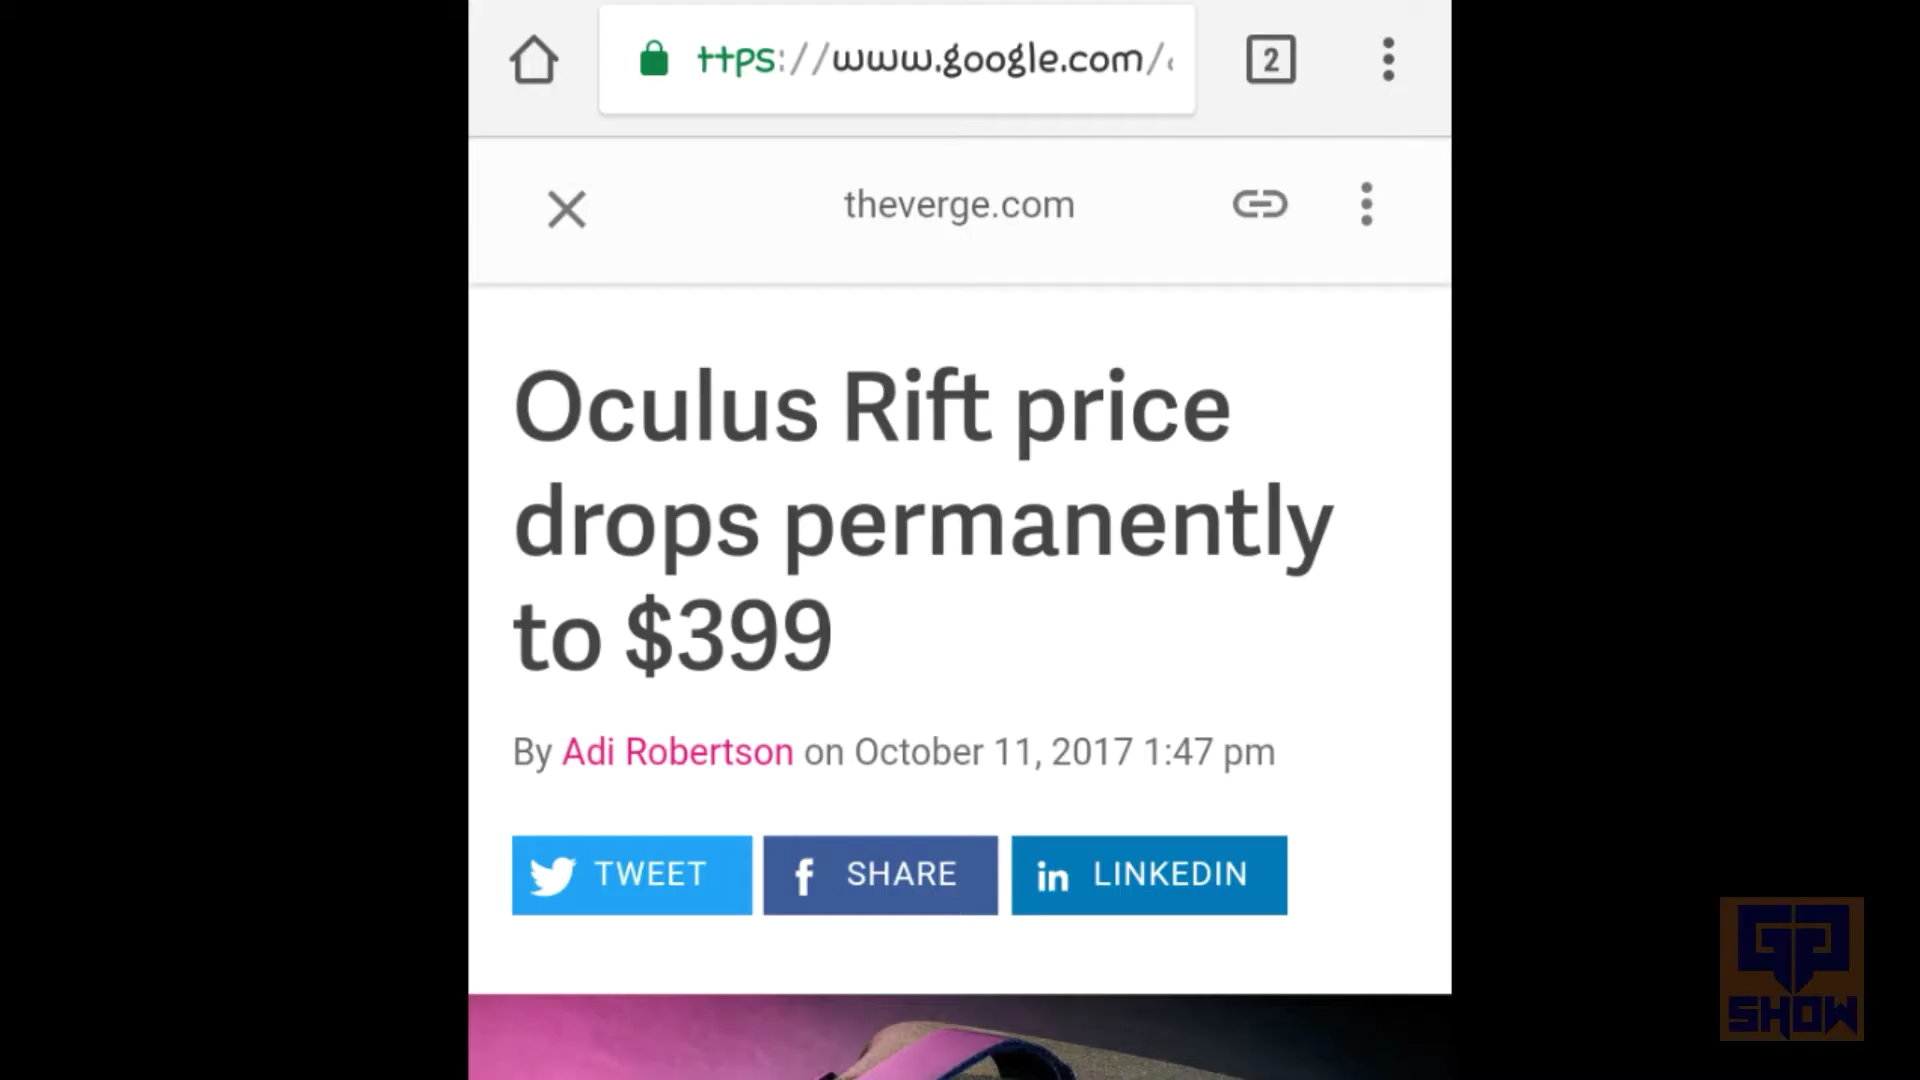 ttps://www.google.com/
2
theverge.com
Oculus Rift price
drops permanently
to $399
By Adi Robertson on October 11, 2017 1:47 pm
TWEET
f SHARE
in LINKEDIN
GP
SHOW